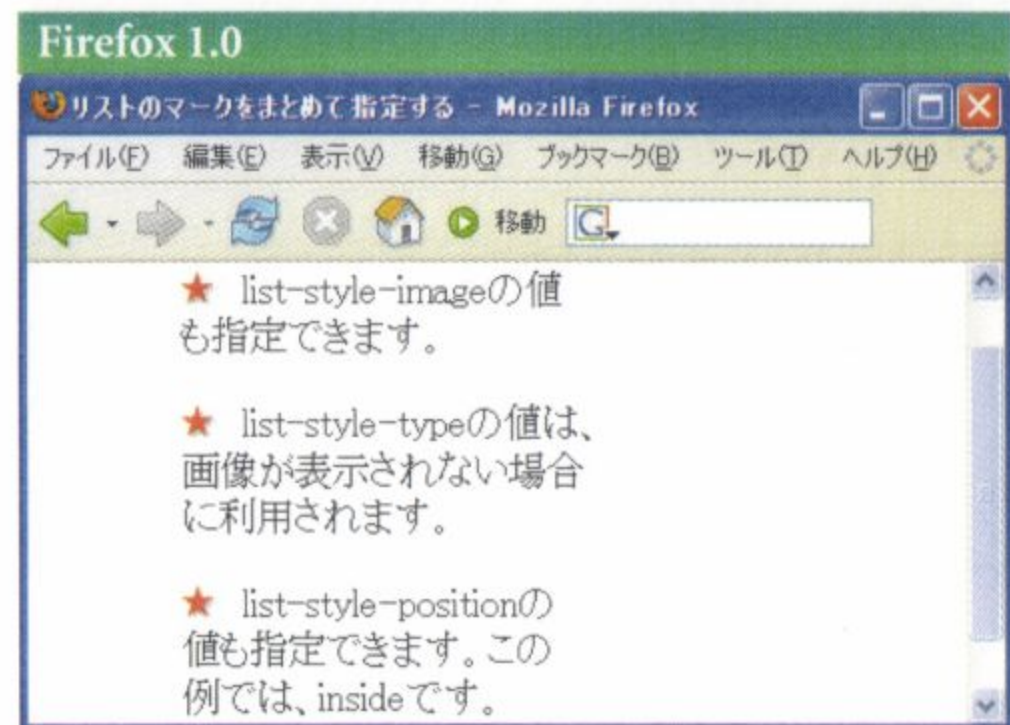 Firefox 1.0
リストのマークをまとめて指定する - Mozilla Firefox
ファイル(F) 編集(E) 表示(V) 移動(G) ブックマーク(B) ツール(T) ヘルプ(H)
移動 G
★ list-style-imageの値
も指定できます。
★ list-style-typeの値は、
画像が表示されない場合
に利用されます。
★ list-style-positionの
値も指定できます。この
例では、insideです。